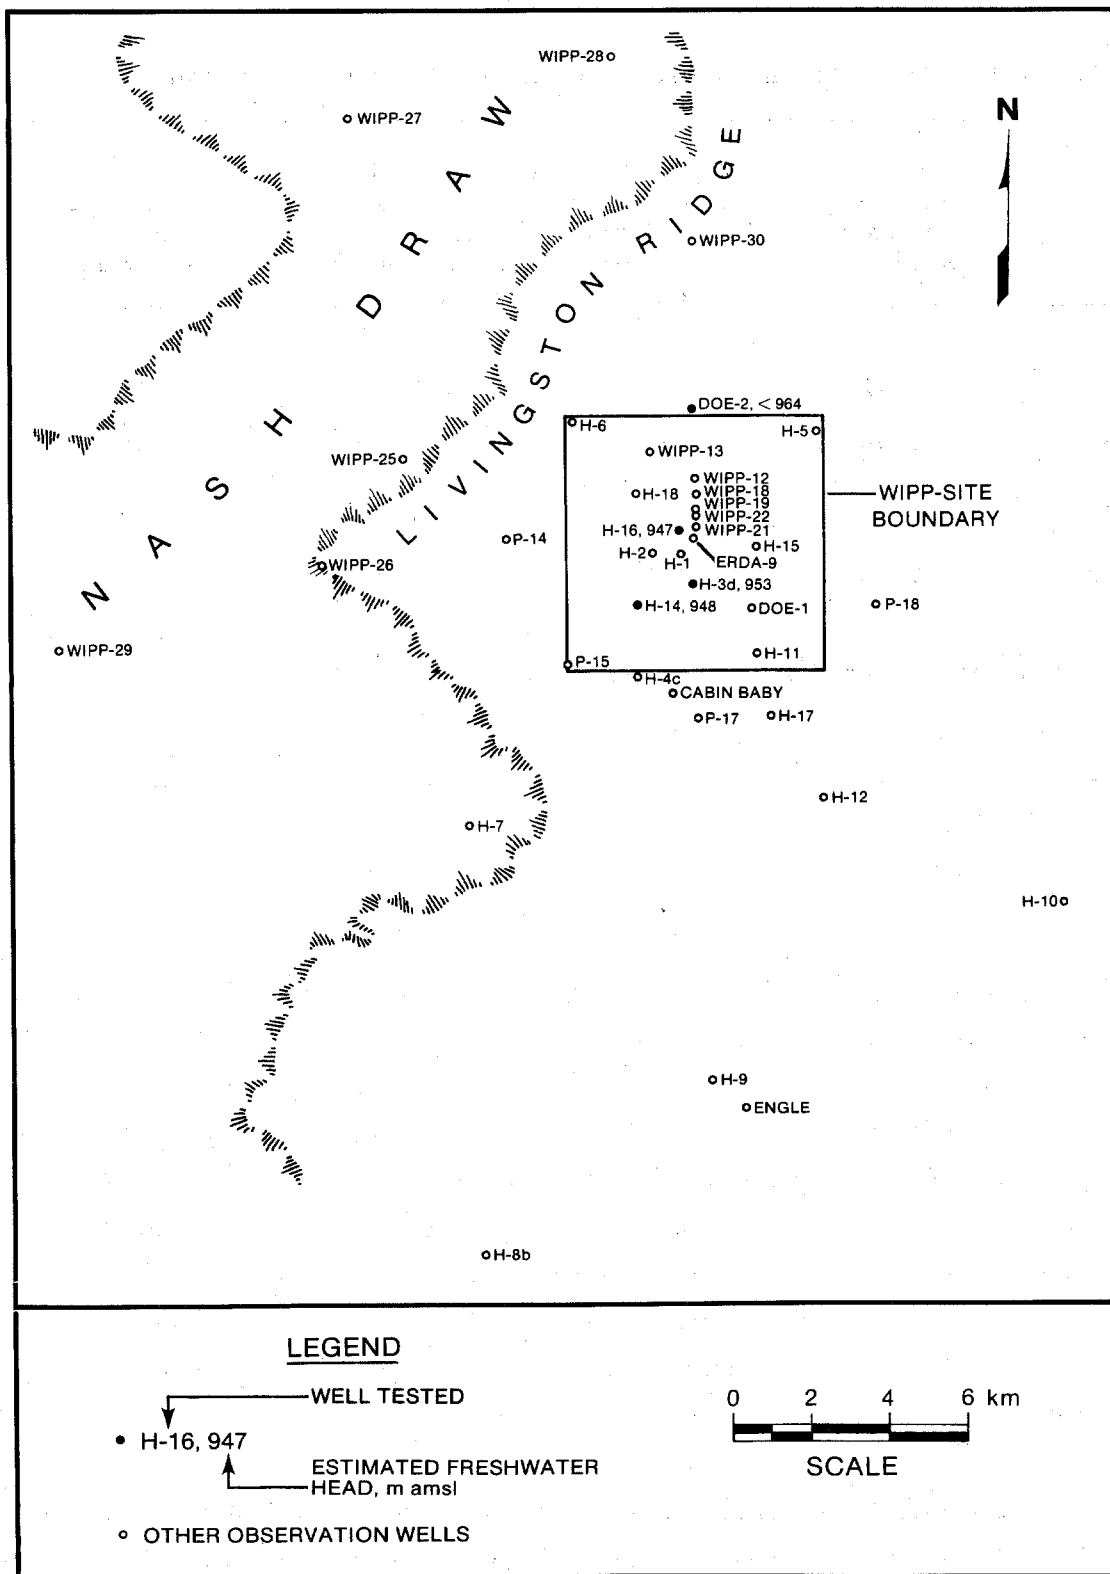 WIPP-28
WIPP-27
N
NASH DRAW
LIVINGSTON RIDGE
WIPP-30
DOE-2, < 964
H-6
H-5
WIPP-25
WIPP-13
WIPP-12
H-18
WIPP-18
WIPP-19
WIPP-22
WIPP-21
WIPP-SITE
BOUNDARY
H-16, 947
P-14
H-15
H-2
H-1
ERDA-9
WIPP-26
H-3d, 953
H-14, 948
DOE-1
P-18
WIPP-29
H-11
P-15
H-4c
CABIN BABY
P-17
H-17
H-12
H-7
H-10
H-9
ENGLE
H-8b
LEGEND
WELL TESTED
H-16, 947
ESTIMATED FRESHWATER
HEAD, m amsl
OTHER OBSERVATION WELLS
0 2 4 6 km
SCALE